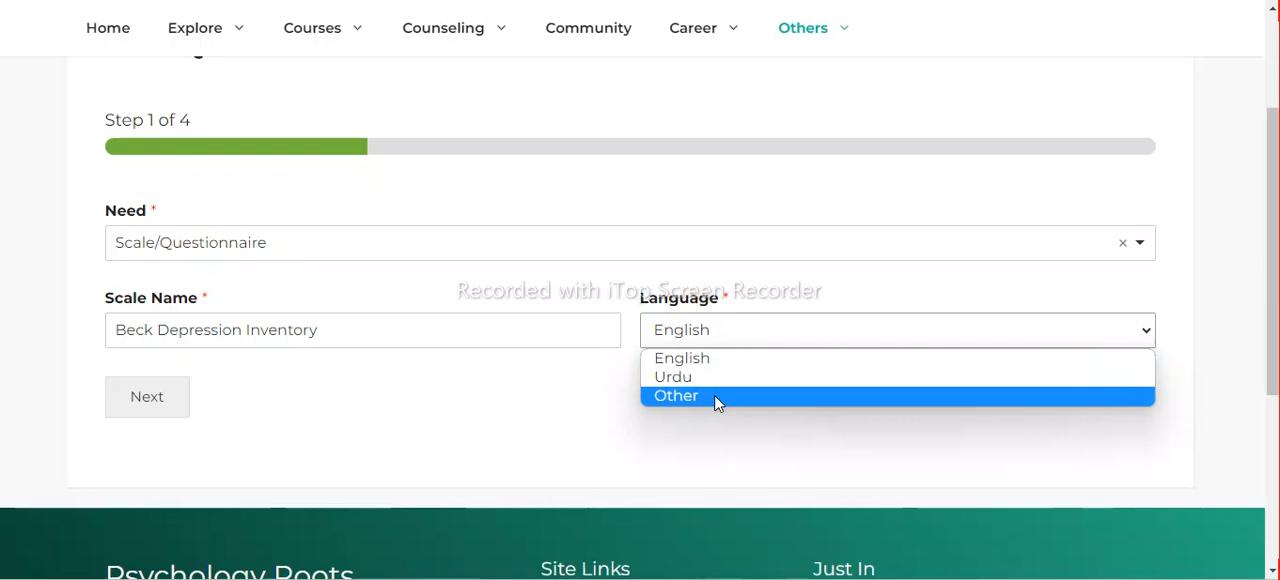 Home Explore Courses Counseling Community Career Others
Step 1 of 4
Need *
Scale/Questionnaire ×
Recorded with iTop Screen Recorder
Scale Name * Language *
Beck Depression Inventory English
English
Urdu
Next Other
Psychology Roots Site Links Just In